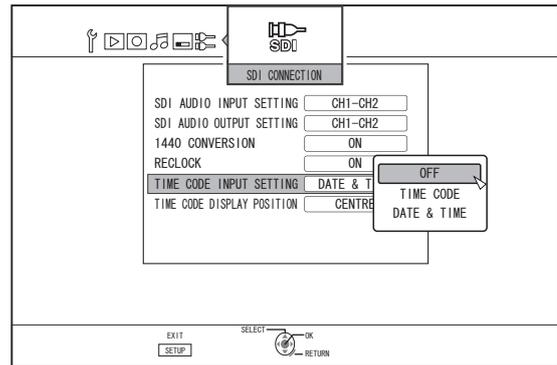 SDI
SDI CONNECTION
SDI AUDIO INPUT SETTING CH1-CH2
SDI AUDIO OUTPUT SETTING CH1-CH2
1440 CONVERSION ON
RECLOCK ON
TIME CODE INPUT SETTING DATE & T
TIME CODE DISPLAY POSITION CENTRE
OFF
TIME CODE
DATE & TIME
EXIT
SETUP
SELECT
OK
RETURN